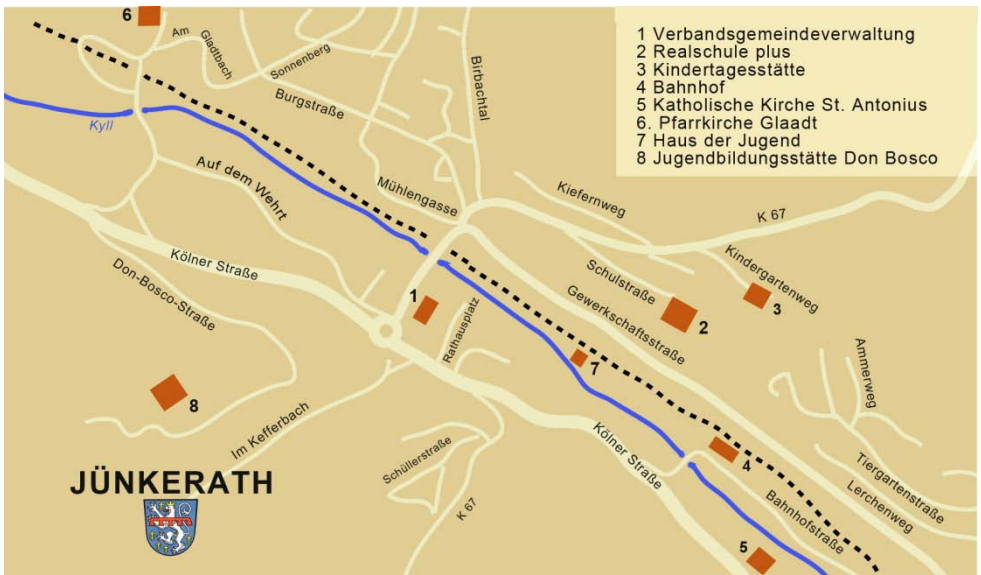 1 Verbandsgemeindeverwaltung
2 Realschule plus
3 Kindertagesstätte
4 Bahnhof
5 Katholische Kirche St. Antonius
6. Pfarrkirche Glaadt
7 Haus der Jugend
8 Jugendbildungsstätte Don Bosco
6
Am
Gladtbach
Sonnenberg
Burgstraße
Birbachtal
Kyll
Auf dem Wehrt
Mühlengasse
Kiefernweg
K 67
Kölner Straße
Don-Bosco-Straße
Schulstraße
Kindergartenweg
Gewerkschaftsstraße
1
2
3
Rathausplatz
7
Ammerweg
8
Im Kefferbach
Schüllerstraße
Kölner Straße
4
Tiergartenstraße
Lerchenweg
Bahnhofstraße
K 67
5
JÜNKERATH